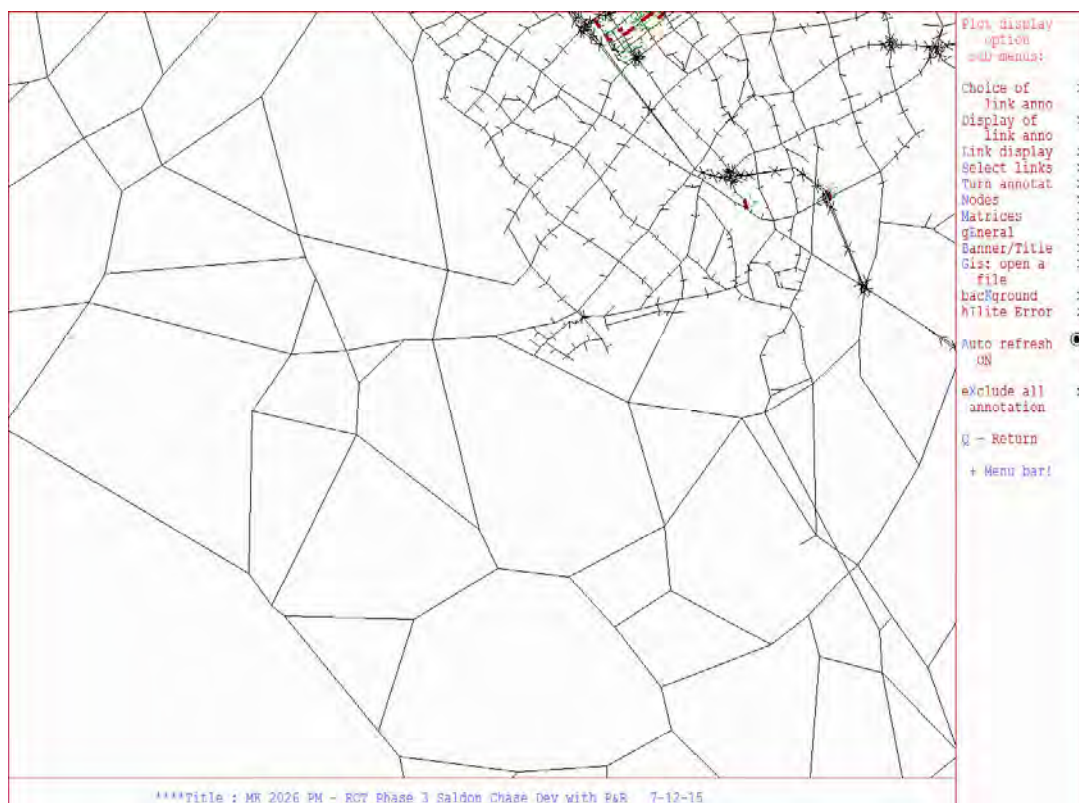 Plot display
option
sub-menus:
Choice of
link anno
Display of
link anno
Link display
Select links
Turn annotat
Nodes
Matrices
gEneral
Banner/Title
Gis: open a
file
bacKground
hIlite Error
Auto refresh
ON
eXclude all
annotation
Q - Return
+ Menu bar!
****Title : MK 2026 PM - RCT Phase 3 Saldon Chase Dev with P&R 7-12-15